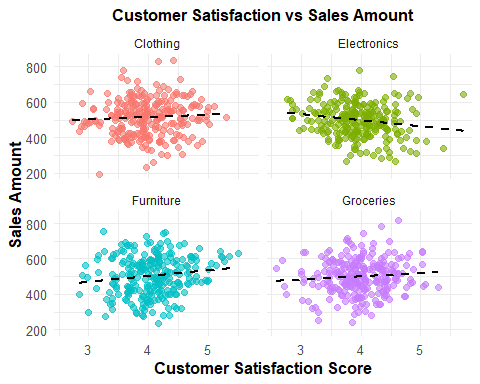 Customer Satisfaction vs Sales Amount
Clothing
Electronics
800
600
400
200
Furniture
Groceries
800
600
400
200
Sales Amount
3
4
5
3
4
5
Customer Satisfaction Score